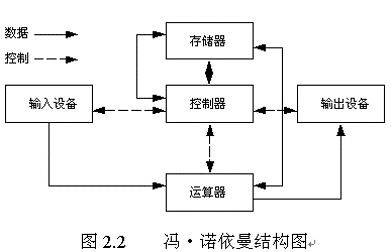 数据
控制
存储器
输入设备
控制器
输出设备
运算器
图 2.2 冯·诺依曼结构图